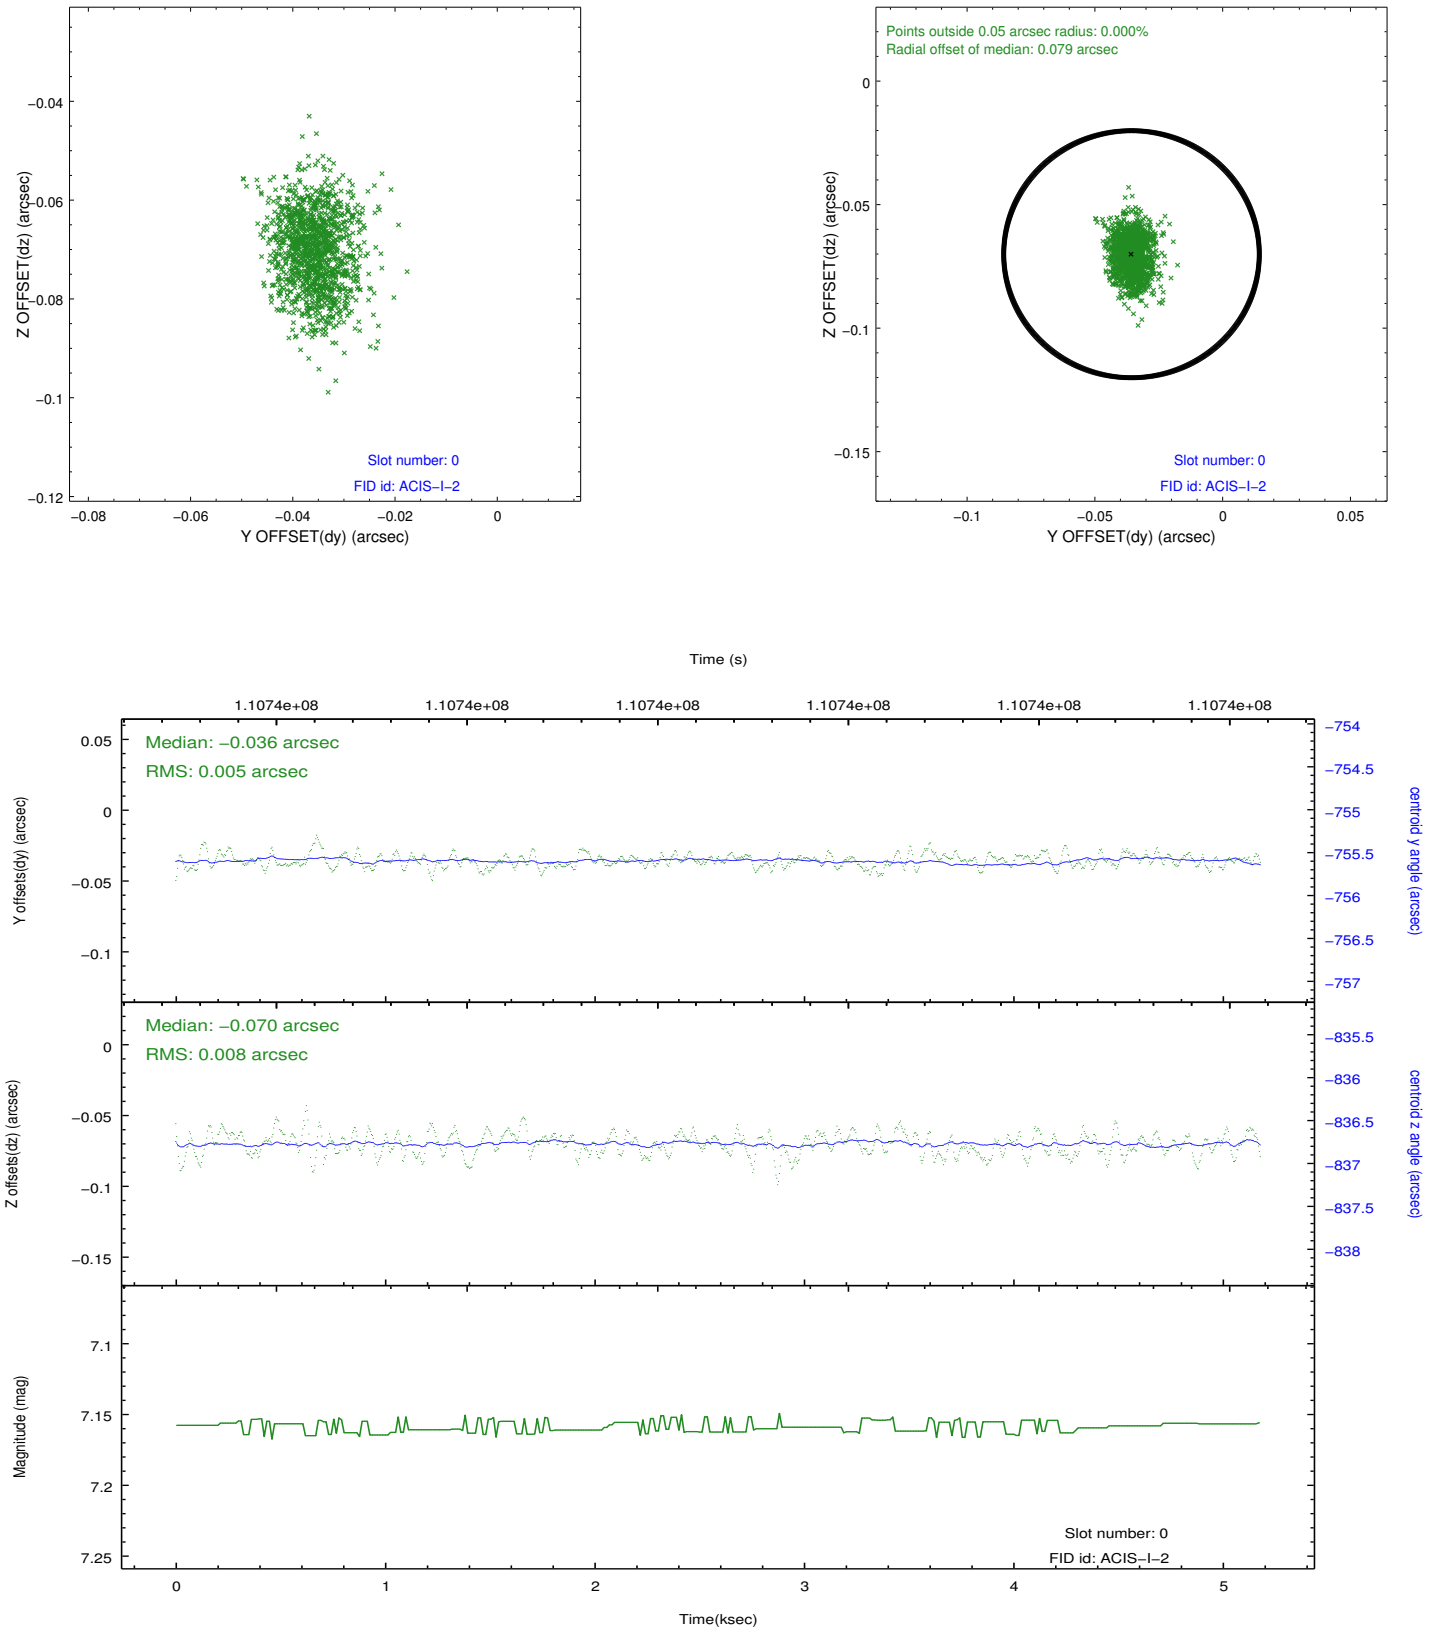 −0.04
−0.06
−0.08
−0.1
−0.12
Z OFFSET(dz) (arcsec)
Slot number: 0
FID id: ACIS−I−2
−0.08
−0.06
−0.04
−0.02
0
Y OFFSET(dy) (arcsec)
Points outside 0.05 arcsec radius: 0.000%
Radial offset of median: 0.079 arcsec
0
−0.05
−0.1
−0.15
Z OFFSET(dz) (arcsec)
Slot number: 0
FID id: ACIS−I−2
−0.1
−0.05
0
0.05
Y OFFSET(dy) (arcsec)
Time (s)
1.1074e+08
1.1074e+08
1.1074e+08
1.1074e+08
1.1074e+08
1.1074e+08
Median: −0.036 arcsec
RMS: 0.005 arcsec
0.05
0
−0.05
−0.1
Y offsets(dy) (arcsec)
−754
−754.5
−755
−755.5
−756
−756.5
−757
centroid y angle (arcsec)
Median: −0.070 arcsec
RMS: 0.008 arcsec
0
−0.05
−0.1
−0.15
Z offsets(dz) (arcsec)
−835.5
−836
−836.5
−837
−837.5
−838
centroid z angle (arcsec)
7.1
7.15
7.2
7.25
Magnitude (mag)
Slot number: 0
FID id: ACIS−I−2
0
1
2
3
4
5
Time(ksec)